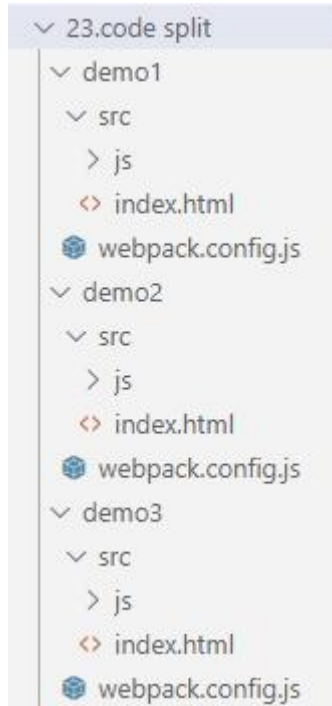 23.code split
demo1
src
js
index.html
webpack.config.js
demo2
src
js
index.html
webpack.config.js
demo3
src
js
index.html
webpack.config.js